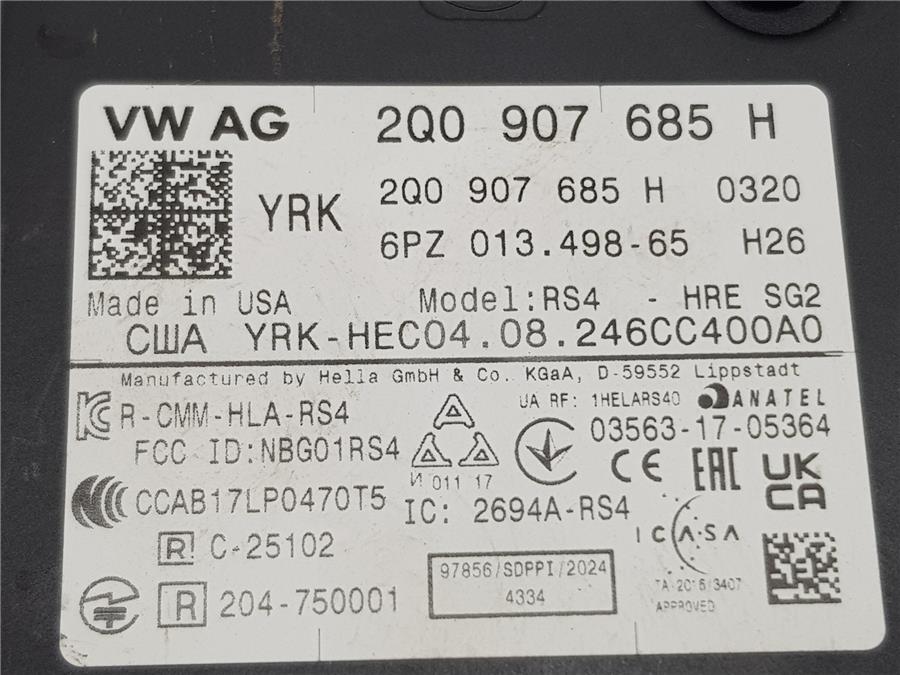 VW AG 2Q0 907 685 H
YRK 2Q0 907 685 H 0320
6PZ 013.498-65 H26
Made in USA Model:RS4 - HRE SG2
США YRK-HEC04.08.246CC400A0
Manufactured by Hella GmbH & Co. KGaA, D-59552 Lippstadt
R-CMM-HLA-RS4
UA RF: 1HELARS40 ANATEL
03563-17-05364
FCC ID:NBG01RS4
CE EAC UKCA
И 011 17
CCAB17LP0470T5
IC: 2694A-RS4
ICASA
R C-25102
97856/SDPPI/2024
4334
TA-2016/3407
APPROVED
R 204-750001